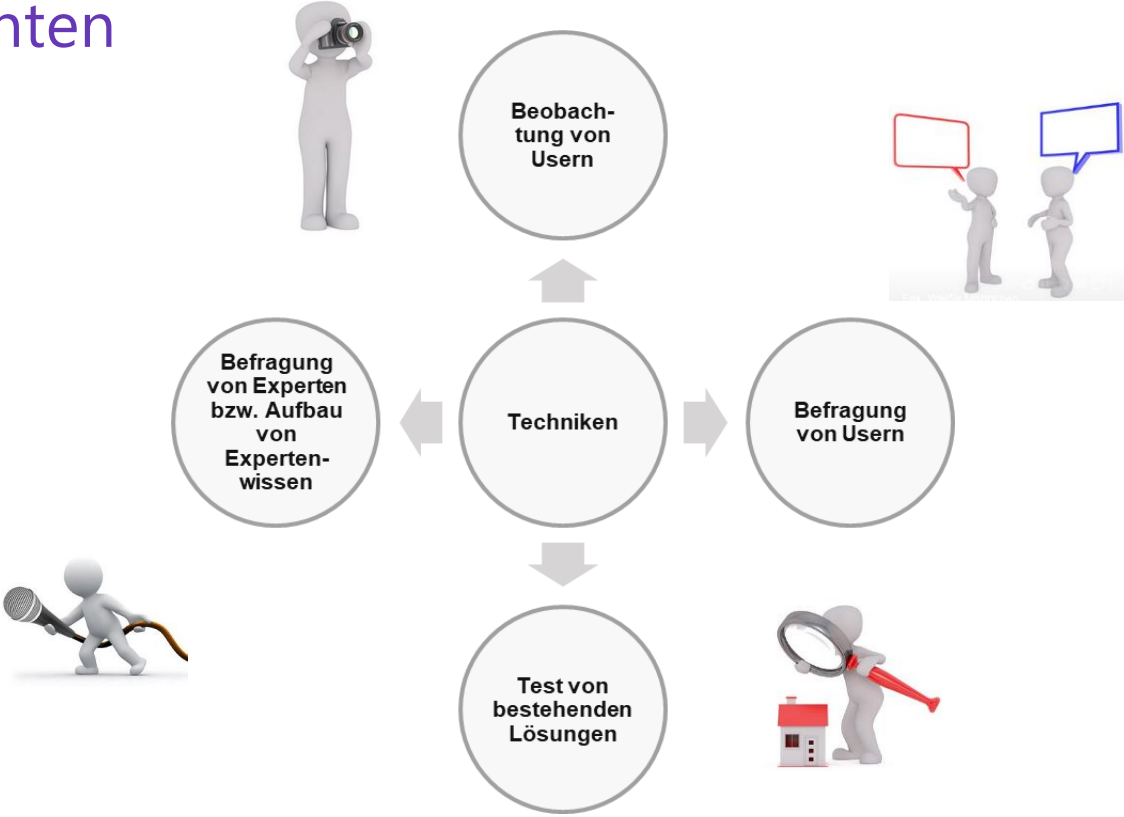 nten
Beobach-
tung von
Usern
Befragung
von Experten
bzw. Aufbau
von
Experten-
wissen
Techniken
Befragung
von Usern
Test von
bestehenden
Lösungen